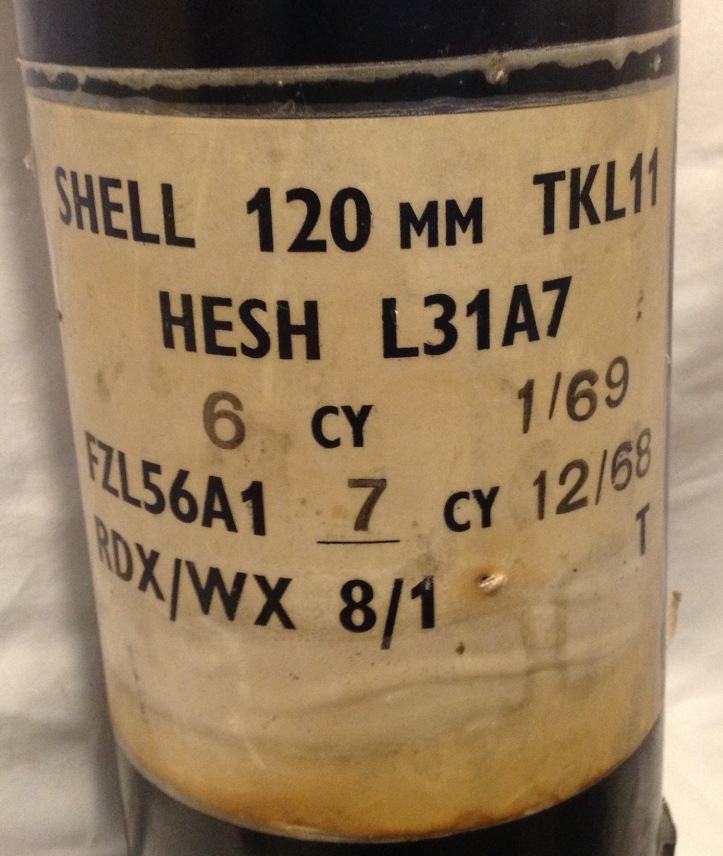 SHELL 120 MM TKL11
HESH L31A7
6 CY 1/69
FZL56A1 7 CY 12/68
RDX/WX 8/1 T